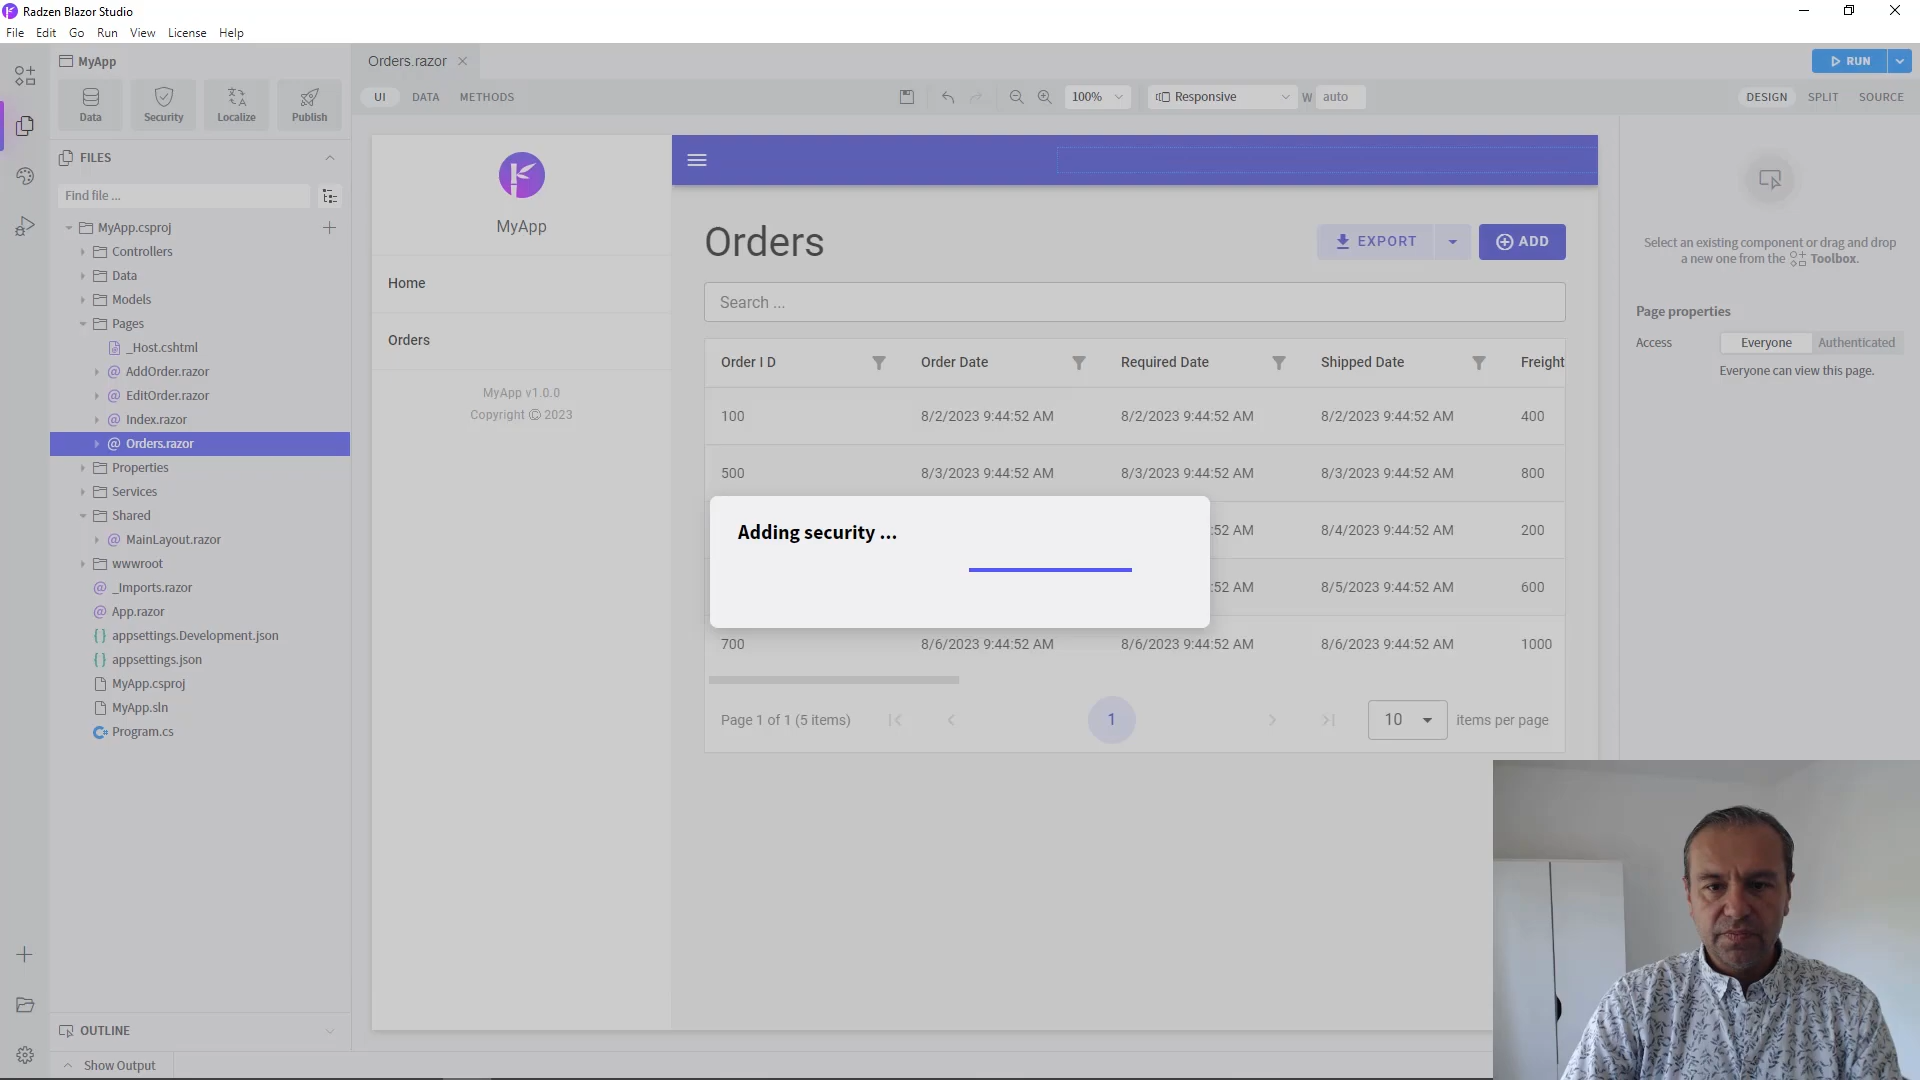 Radzen Blazor Studio
File Edit Go Run View License Help
MyApp
Data Security Localize Publish
FILES
Find file ...
MyApp.csproj
Controllers
Data
Models
Pages
_Host.cshtml
AddOrder.razor
EditOrder.razor
Index.razor
Orders.razor
Properties
Services
Shared
MainLayout.razor
wwwroot
_Imports.razor
App.razor
appsettings.Development.json
appsettings.json
MyApp.csproj
MyApp.sln
Program.cs
OUTLINE
Show Output
Orders.razor
RUN
UI DATA METHODS
100%
Responsive
W auto
DESIGN SPLIT SOURCE
MyApp
Home
Orders
MyApp v1.0.0
Copyright © 2023
Orders
EXPORT
ADD
Search ...
Order I D Order Date Required Date Shipped Date Freight
100 8/2/2023 9:44:52 AM 8/2/2023 9:44:52 AM 8/2/2023 9:44:52 AM 400
500 8/3/2023 9:44:52 AM 8/3/2023 9:44:52 AM 8/3/2023 9:44:52 AM 800
:52 AM 8/4/2023 9:44:52 AM 200
:52 AM 8/5/2023 9:44:52 AM 600
700 8/6/2023 9:44:52 AM 8/6/2023 9:44:52 AM 8/6/2023 9:44:52 AM 1000
Adding security ...
Page 1 of 1 (5 items) 1 10 items per page
Select an existing component or drag and drop
a new one from the Toolbox.
Page properties
Access Everyone Authenticated
Everyone can view this page.